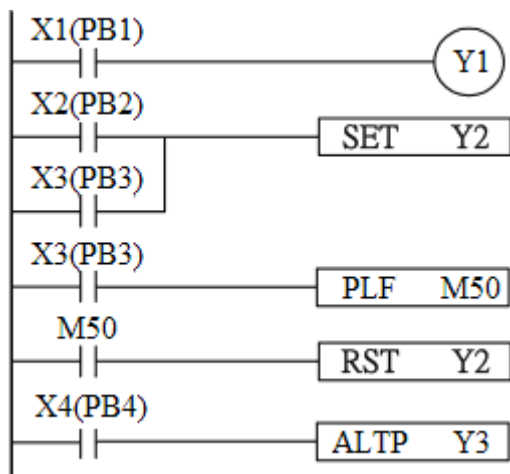 X1(PB1)
Y1
X2(PB2)
SET Y2
X3(PB3)
X3(PB3)
PLF M50
M50
RST Y2
X4(PB4)
ALTP Y3